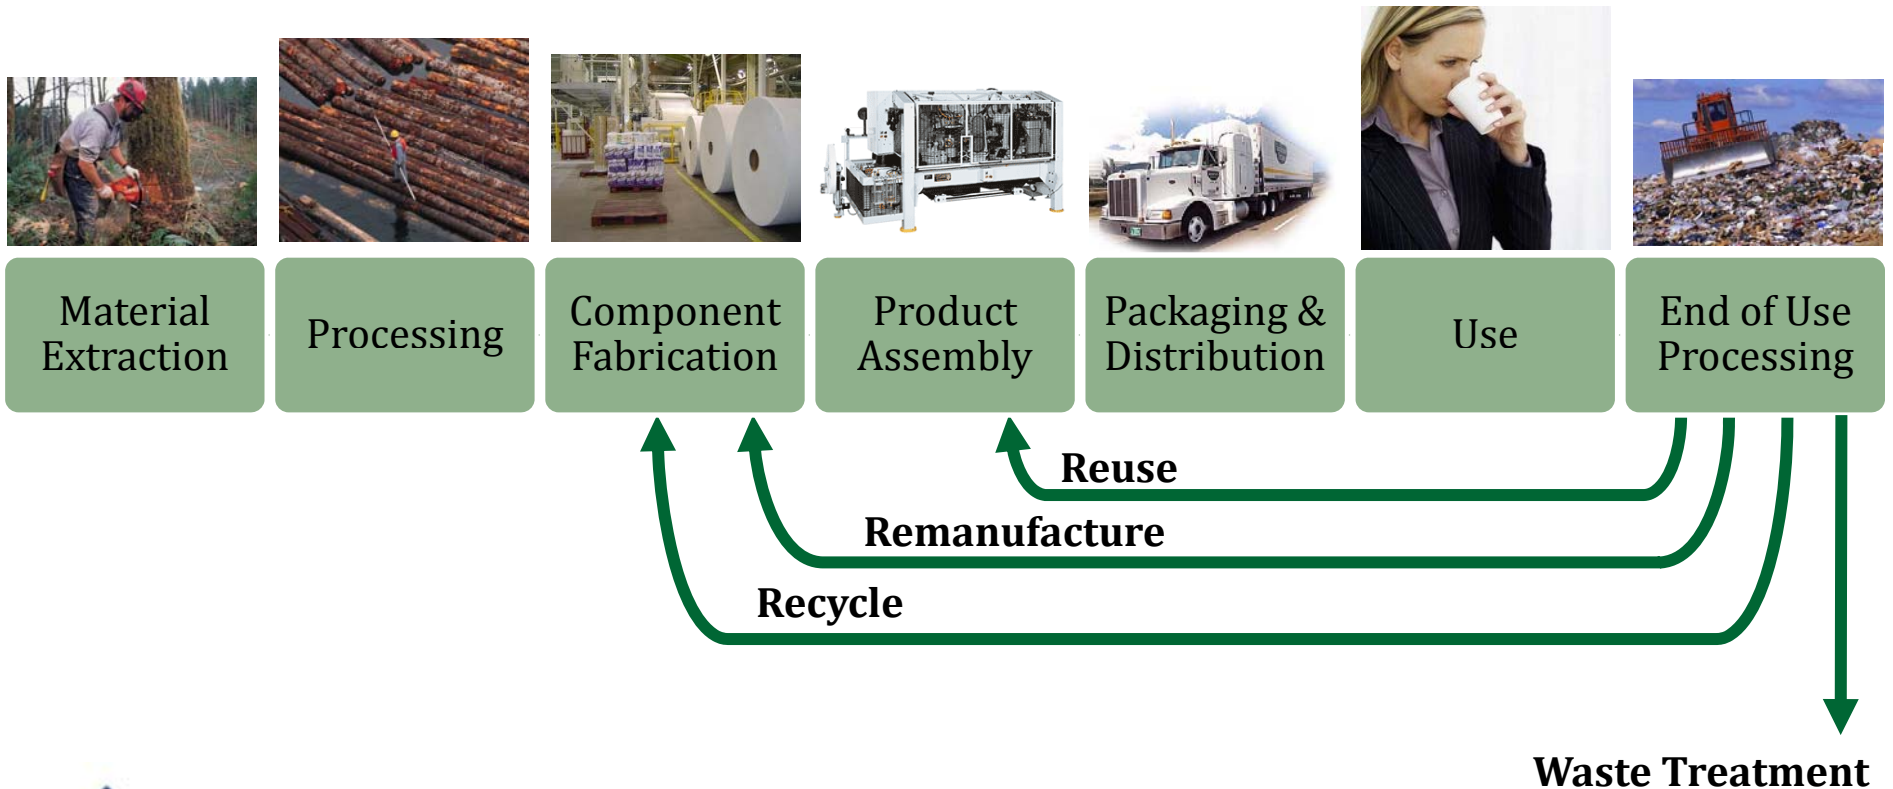 Material
Extraction
Processing
Component
Fabrication
Product
Assembly
Packaging &
Distribution
Use
End of Use
Processing
Reuse
Remanufacture
Recycle
Waste Treatment